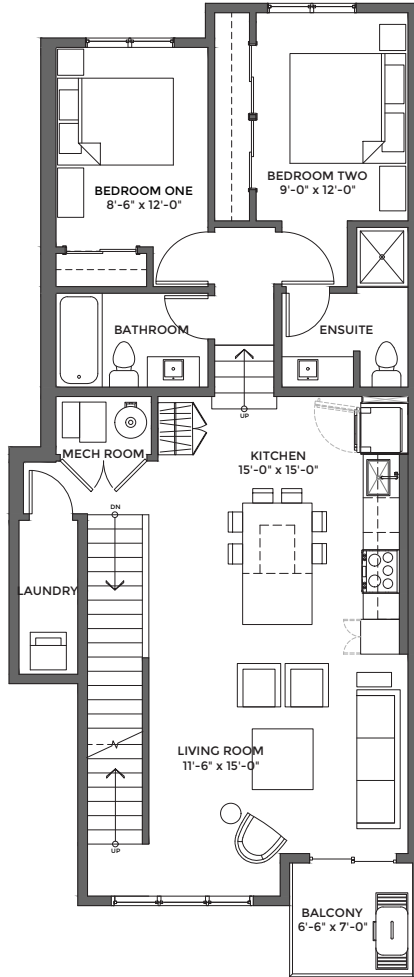 BEDROOM ONE
8'-6" x 12'-0"
BEDROOM TWO
9'-0" x 12'-0"
BATHROOM
ENSUITE
UP
MECH ROOM
KITCHEN
15'-0" x 15'-0"
DN
LAUNDRY
LIVING ROOM
11'-6" x 15'-0"
UP
BALCONY
6'-6" x 7'-0"